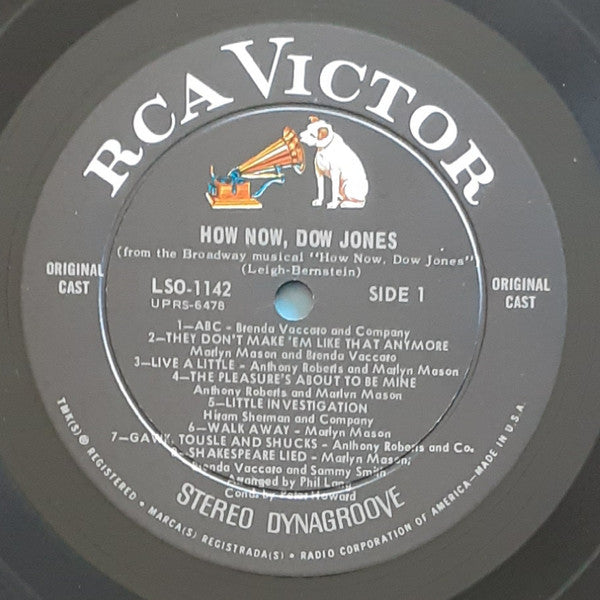 RCA VICTOR
HOW NOW, DOW JONES
(from the Broadway musical "How Now, Dow Jones"
(Leigh-Bernstein)
ORIGINAL
CAST
LSO-1142
UPRS-6478
SIDE 1
ORIGINAL
CAST
1—ABC - Brenda Vaccaro and Company
2—THEY DON'T MAKE 'EM LIKE THAT ANYMORE
Marlyn Mason and Brenda Vaccaro
3—LIVE A LITTLE - Anthony Roberts and Marlyn Mason
4—THE PLEASURE'S ABOUT TO BE MINE
Anthony Roberts and Marlyn Mason
5—LITTLE INVESTIGATION
Hiram Sherman and Company
6—WALK AWAY - Marlyn Mason
7—GAWK, TOUSLE AND SHUCKS - Anthony Roberts and Co.
8—SHAKESPEARE LIED - Marlyn Mason,
Brenda Vaccaro and Sammy Smith
Arranged by Phil Lang
Cond. by Peter Howard
STEREO DYNAGROOVE
TMK(S) ® REGISTERED • MARCA(S) REGISTRADA(S) • RADIO CORPORATION OF AMERICA—MADE IN U.S.A.